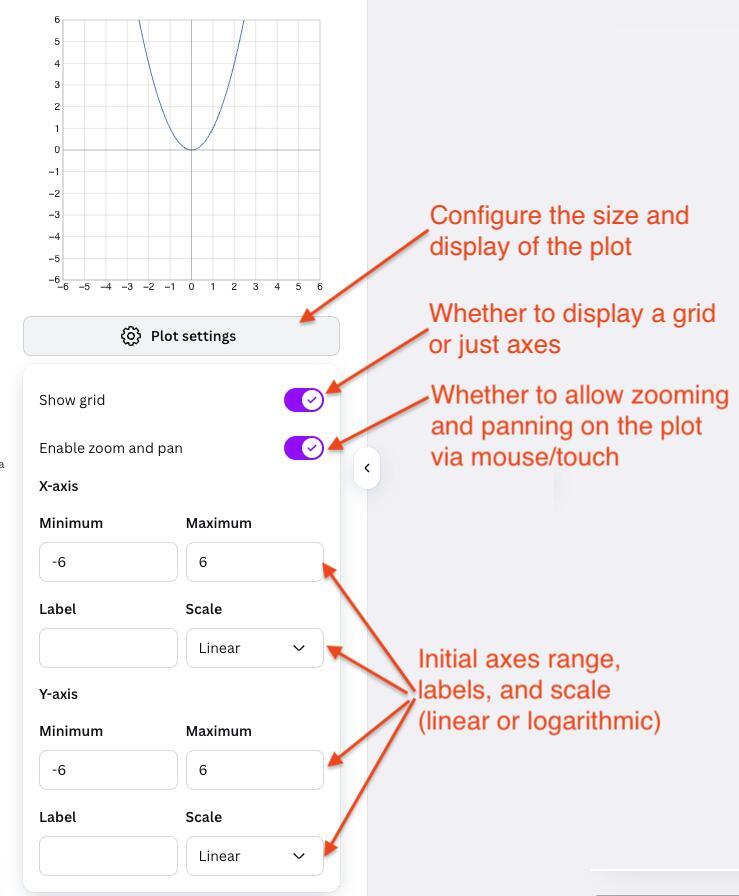 6
5
4
3
2
1
0
−1
−2
−3
−4
−5
−6
−6 −5 −4 −3 −2 −1 0 1 2 3 4 5 6
Configure the size and
display of the plot
Plot settings
Whether to display a grid
or just axes
Show grid
Whether to allow zooming
and panning on the plot
via mouse/touch
Enable zoom and pan
a
X-axis
Minimum Maximum
-6 6
Label Scale
Linear
Initial axes range,
labels, and scale
(linear or logarithmic)
Y-axis
Minimum Maximum
-6 6
Label Scale
Linear